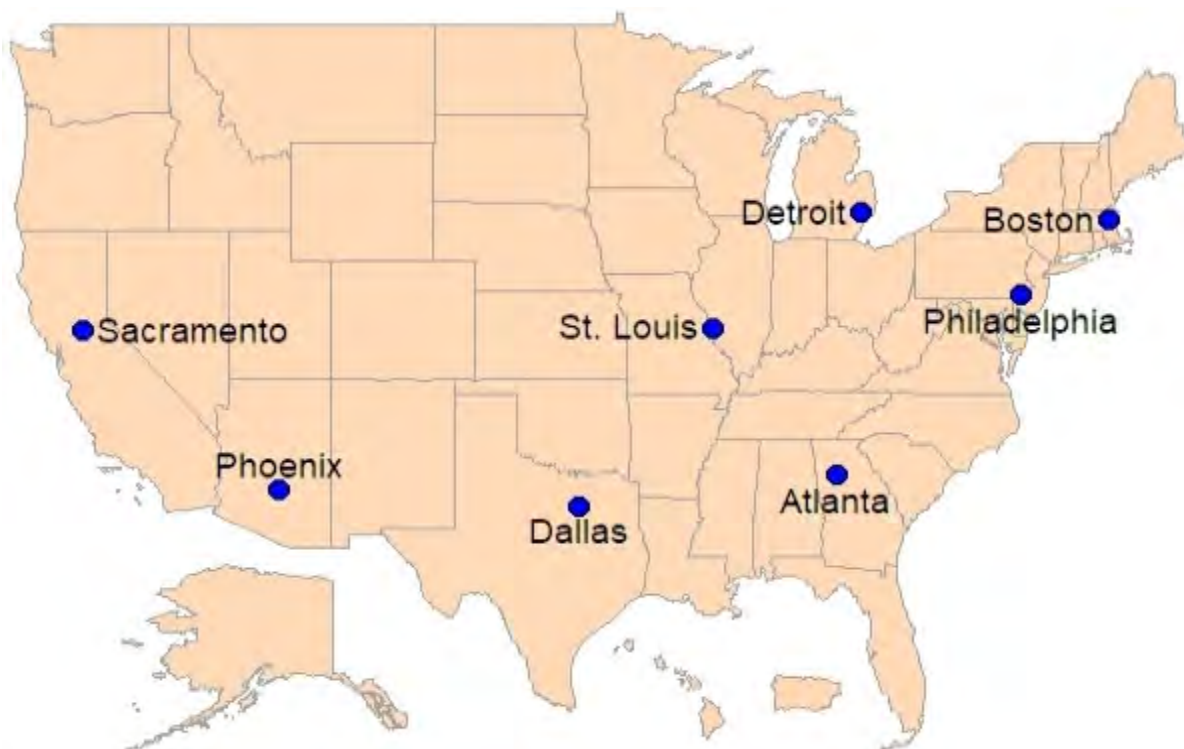 Detroit
Boston
Philadelphia
Sacramento
St. Louis
Phoenix
Atlanta
Dallas